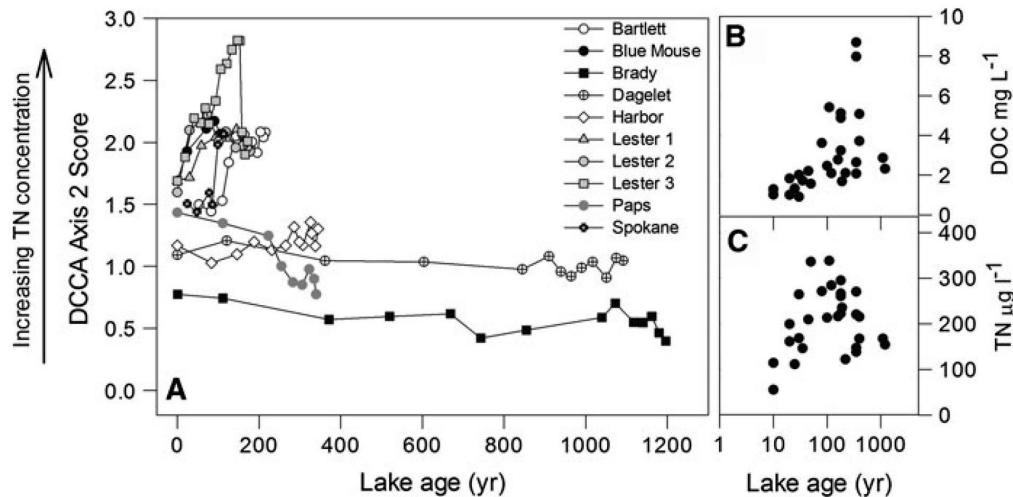 Increasing TN concentration
DCCA Axis 2 Score
3.0
2.5
2.0
1.5
1.0
0.5
0.0
0
200
400
600
800
1000
1200
Lake age (yr)
A
Bartlett
Blue Mouse
Brady
Dagelet
Harbor
Lester 1
Lester 2
Lester 3
Paps
Spokane
B
10
8
6
4
2
0
DOC mg L⁻¹
C
400
300
200
100
0
TN µg l⁻¹
1
10
100
1000
Lake age (yr)